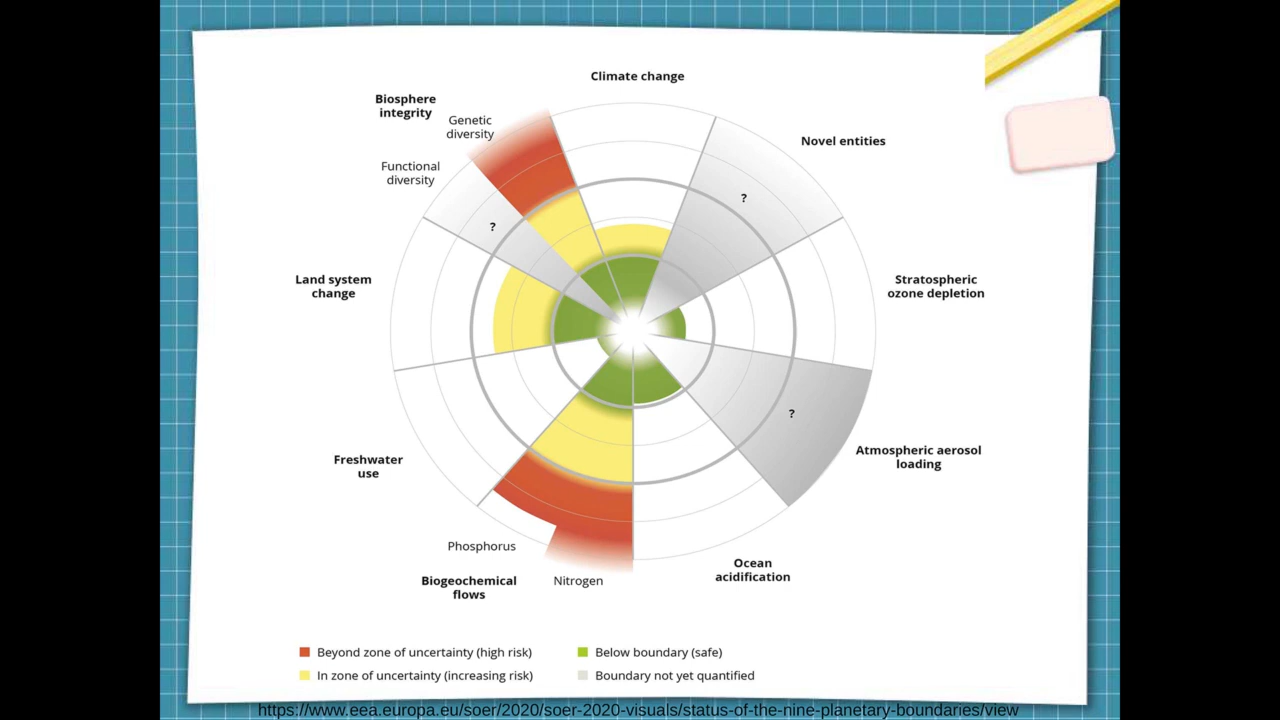 Climate change
Biosphere
integrity
Genetic
diversity
Novel entities
Functional
diversity
?
?
Land system
change
Stratospheric
ozone depletion
?
Atmospheric aerosol
loading
Freshwater
use
Phosphorus
Ocean
acidification
Biogeochemical
flows
Nitrogen
Beyond zone of uncertainty (high risk)
Below boundary (safe)
In zone of uncertainty (increasing risk)
Boundary not yet quantified
https://www.eea.europa.eu/soer/2020/soer-2020-visuals/status-of-the-nine-planetary-boundaries/view